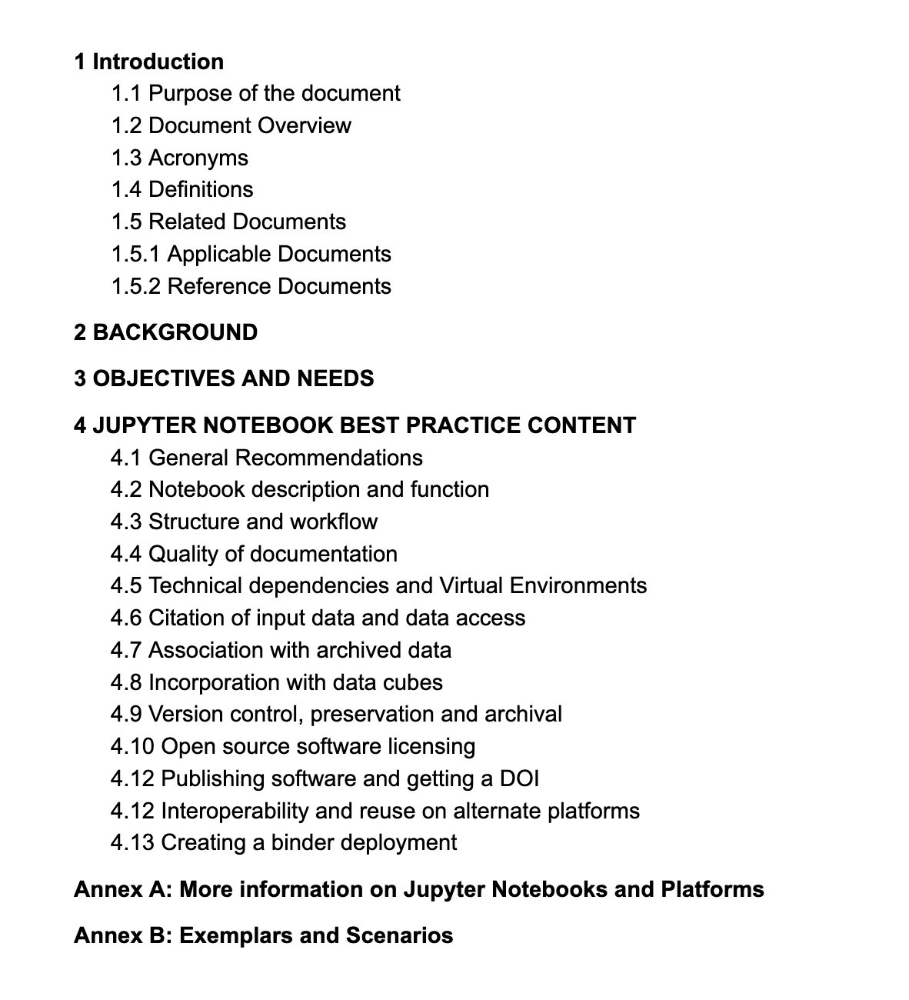 1 Introduction
1.1 Purpose of the document
1.2 Document Overview
1.3 Acronyms
1.4 Definitions
1.5 Related Documents
1.5.1 Applicable Documents
1.5.2 Reference Documents
2 BACKGROUND
3 OBJECTIVES AND NEEDS
4 JUPYTER NOTEBOOK BEST PRACTICE CONTENT
4.1 General Recommendations
4.2 Notebook description and function
4.3 Structure and workflow
4.4 Quality of documentation
4.5 Technical dependencies and Virtual Environments
4.6 Citation of input data and data access
4.7 Association with archived data
4.8 Incorporation with data cubes
4.9 Version control, preservation and archival
4.10 Open source software licensing
4.12 Publishing software and getting a DOI
4.12 Interoperability and reuse on alternate platforms
4.13 Creating a binder deployment
Annex A: More information on Jupyter Notebooks and Platforms
Annex B: Exemplars and Scenarios